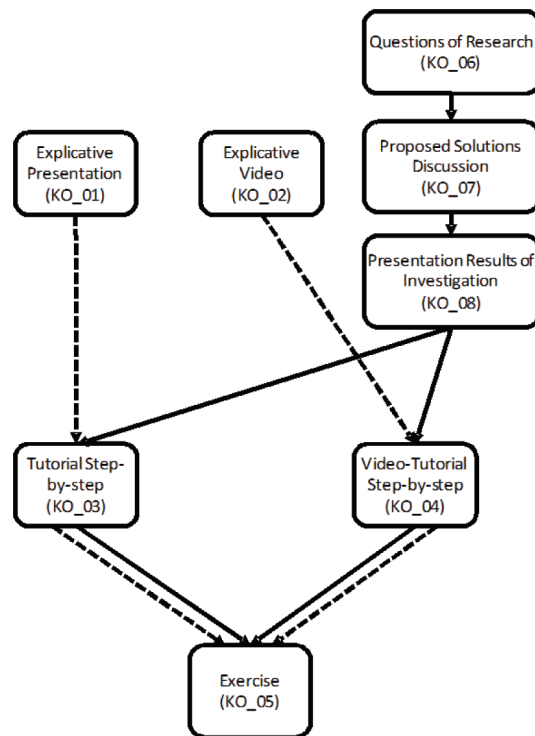 Questions of Research
(KO_06)
Explicative
Presentation
(KO_01)
Explicative
Video
(KO_02)
Proposed Solutions
Discussion
(KO_07)
Presentation Results of
Investigation
(KO_08)
Tutorial Step-
by-step
(KO_03)
Video-Tutorial
Step-by-step
(KO_04)
Exercise
(KO_05)